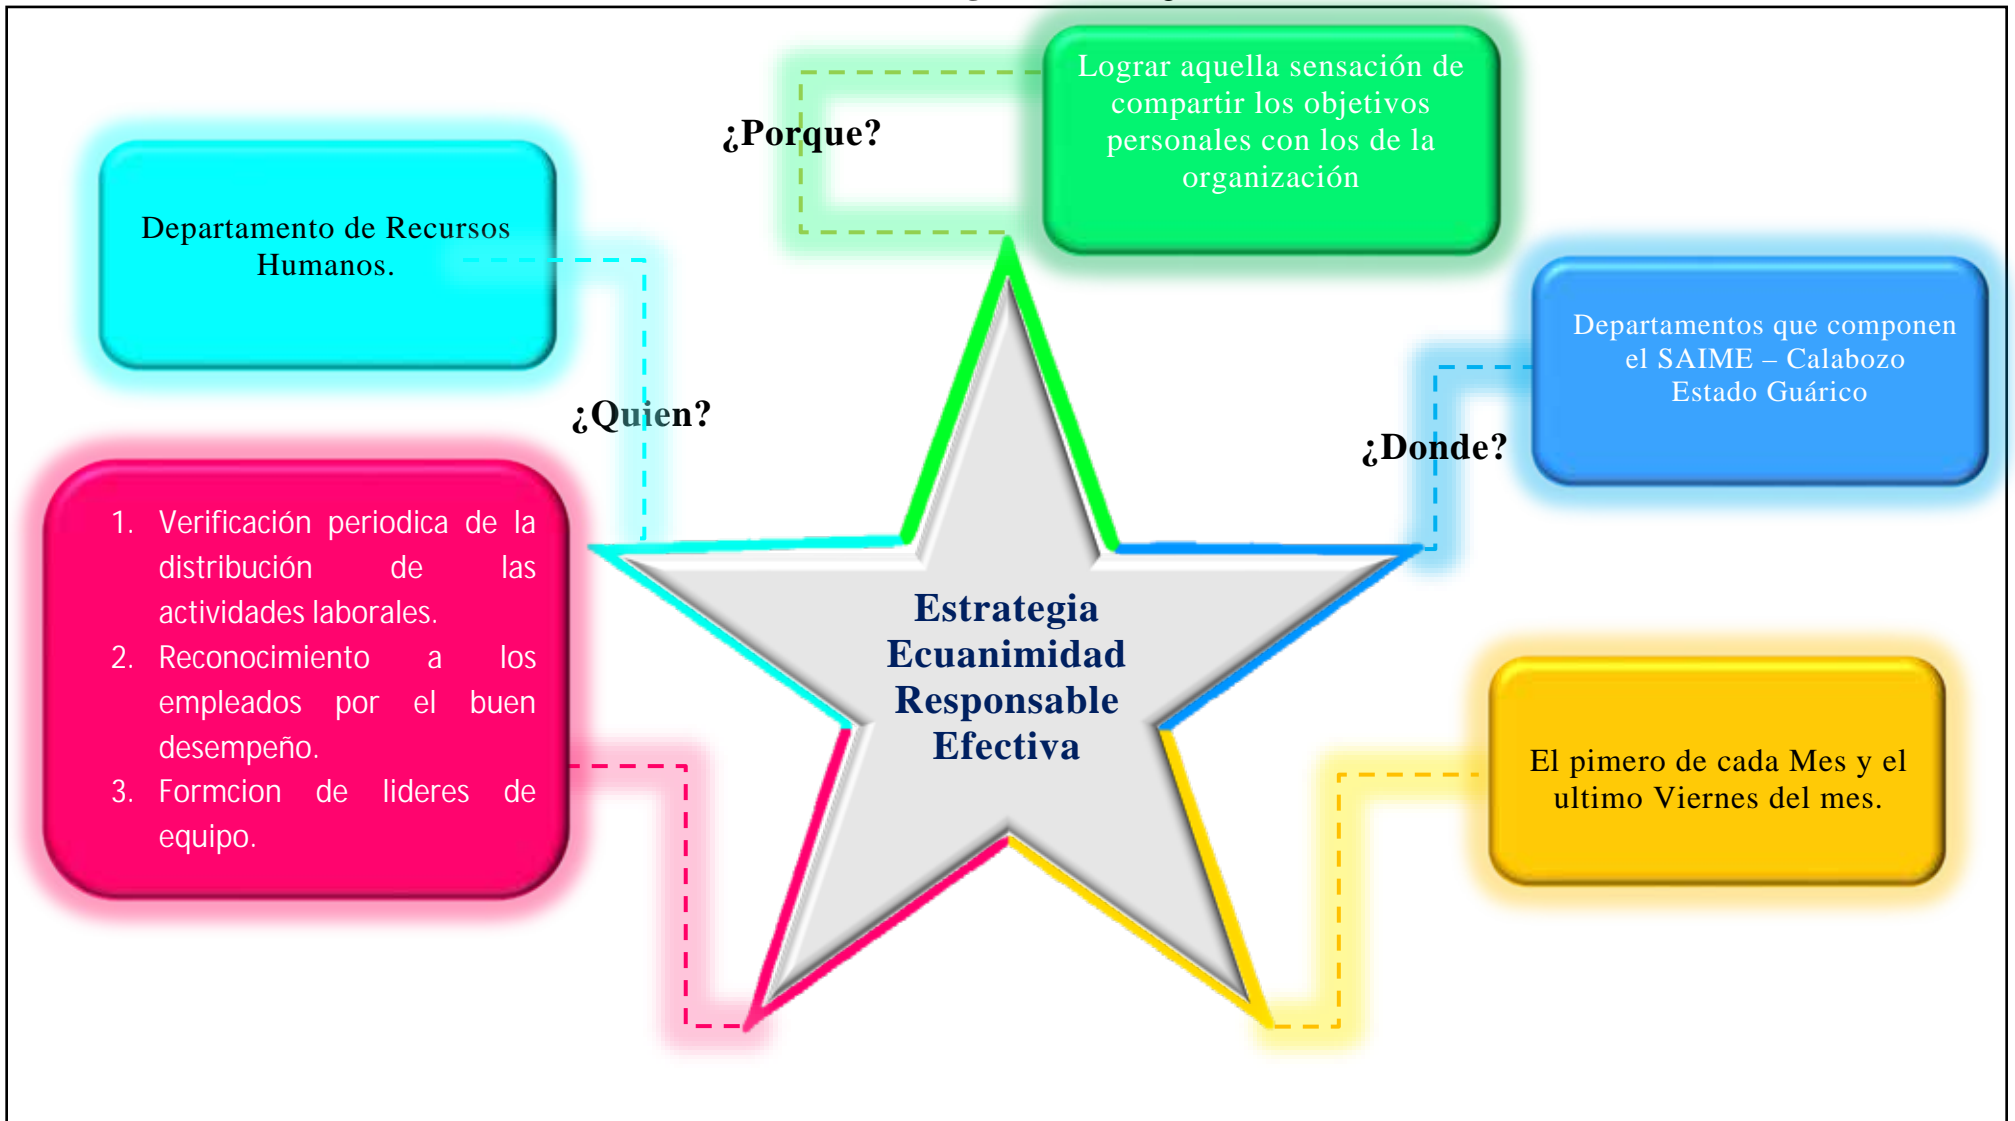 ¿Porque?
Lograr aquella sensación de
compartir los objetivos
personales con los de la
organización
Departamento de Recursos
Humanos.
¿Quien?
Departamentos que componen
el SAIME – Calabozo
Estado Guárico
¿Donde?
1. Verificación periodica de la
distribución de las
actividades laborales.
2. Reconocimiento a los
empleados por el buen
desempeño.
3. Formcion de lideres de
equipo.
Estrategia
Ecuanimidad
Responsable
Efectiva
El pimero de cada Mes y el
ultimo Viernes del mes.